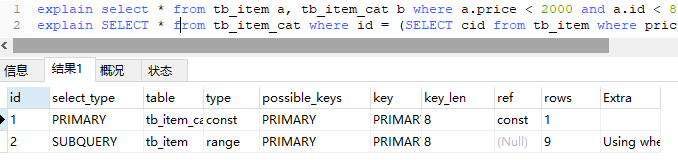 1 explain select * from tb_item a, tb_item_cat b where a.price < 2000 and a.id < 8
2 explain SELECT * from tb_item_cat where id = (SELECT cid from tb_item where pric
信息 结果1 概况 状态
id select_type table type possible_keys key key_len ref rows Extra
1 PRIMARY tb_item_ca const PRIMARY PRIMAR 8 const 1
2 SUBQUERY tb_item range PRIMARY PRIMAR 8 (Null) 9 Using whe